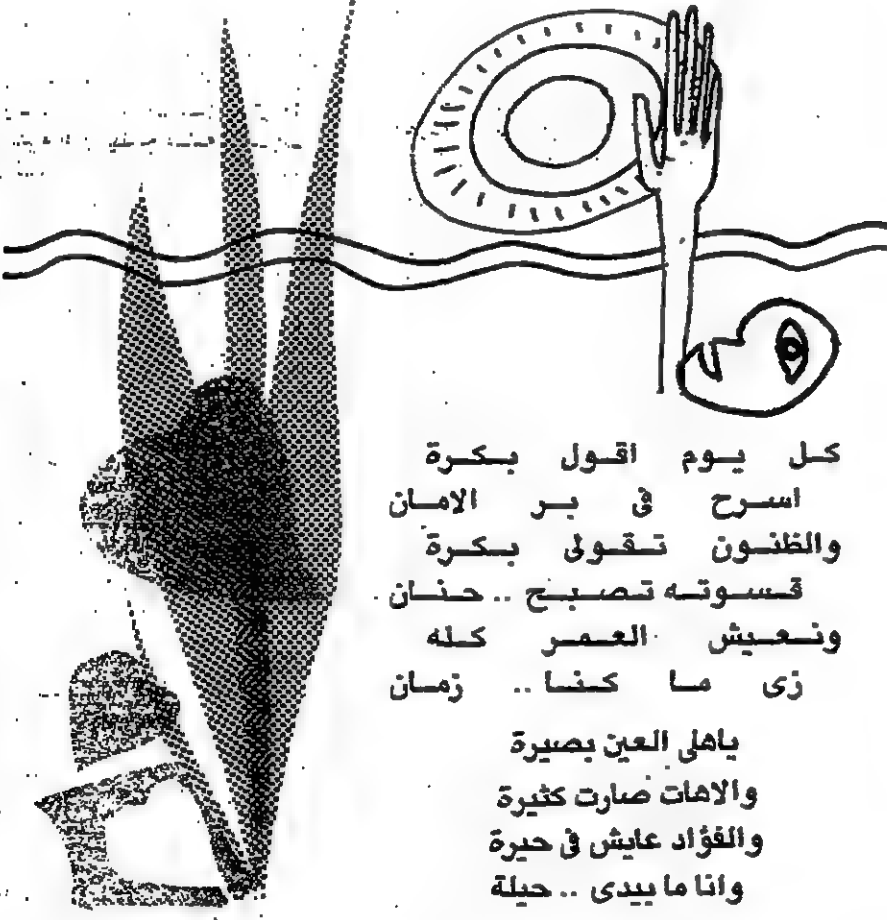 كل يوم اقول بكرة
اسرح فى بر الامان
والظنون تقولى بكرة
قسوته تصبح .. حنان
ونعيش العمر كله
زى ما كنا .. زمان
ياهلى العين بصيرة
والاهات صارت كثيرة
والفؤاد عايش فى حيرة
وانا ما بيدى .. حيلة